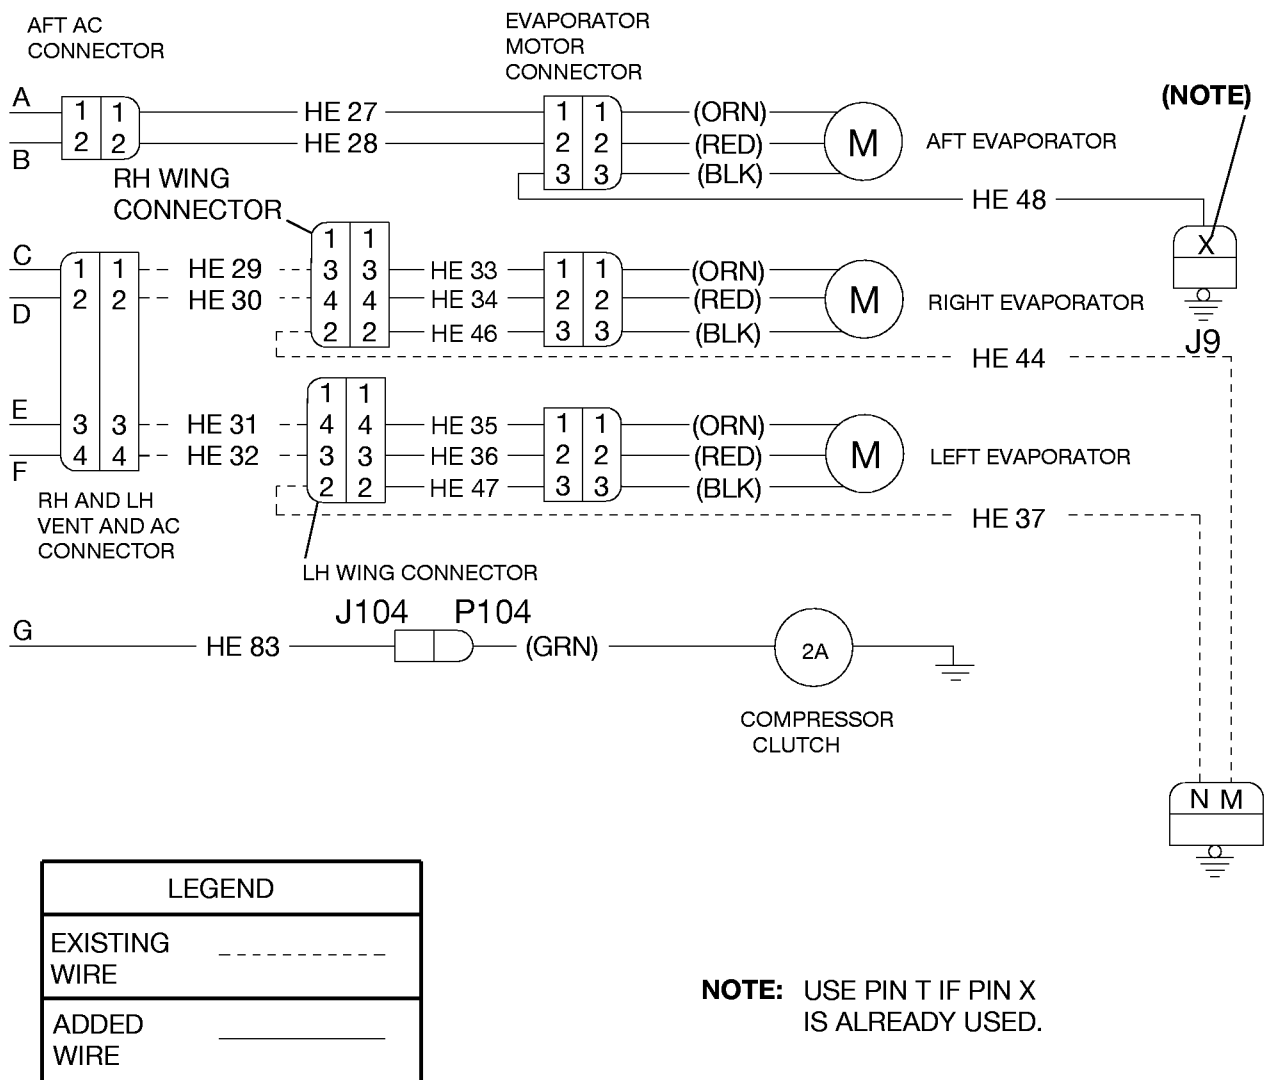 AFT AC
CONNECTOR
EVAPORATOR
MOTOR
CONNECTOR
(NOTE)
A
1 1
HE 27
1 1
(ORN)
B
2 2
HE 28
2 2
(RED)
3 3
(BLK)
M
AFT EVAPORATOR
HE 48
X
J9
RH WING
CONNECTOR
1 1
C
1 1
HE 29
3 3
HE 33
1 1
(ORN)
D
2 2
HE 30
4 4
HE 34
2 2
(RED)
2 2
HE 46
3 3
(BLK)
M
RIGHT EVAPORATOR
HE 44
1 1
E
3 3
HE 31
4 4
HE 35
1 1
(ORN)
F
4 4
HE 32
3 3
HE 36
2 2
(RED)
2 2
HE 47
3 3
(BLK)
M
LEFT EVAPORATOR
HE 37
RH AND LH
VENT AND AC
CONNECTOR
LH WING CONNECTOR
J104 P104
G
HE 83
(GRN)
2A
COMPRESSOR
CLUTCH
N M
LEGEND
EXISTING
WIRE
ADDED
WIRE
NOTE: USE PIN T IF PIN X
IS ALREADY USED.